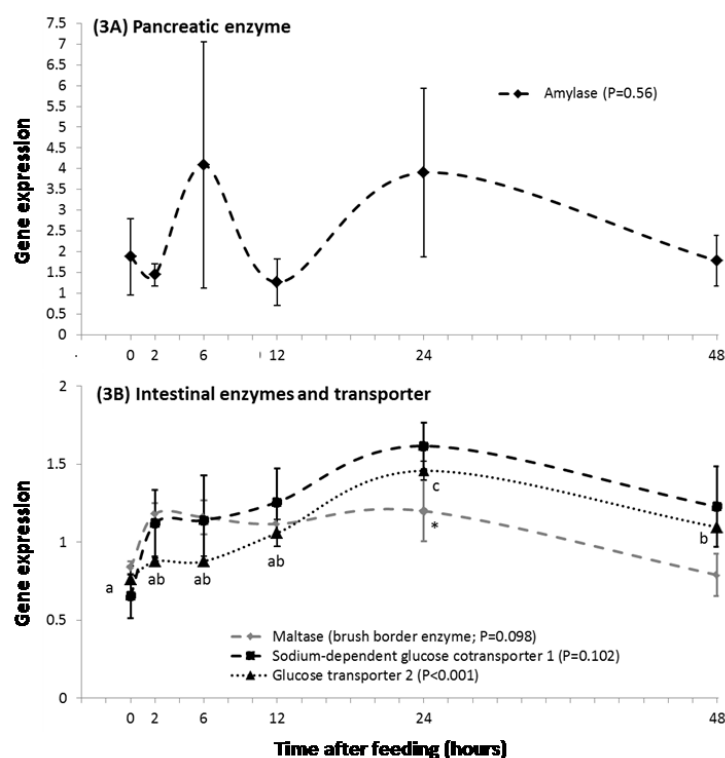 (3A) Pancreatic enzyme
7.5
7
6.5
6
5.5
5
4.5
4
3.5
3
2.5
2
1.5
1
0.5
0
Gene expression
Amylase (P=0.56)
0 2 6 12 24 48
(3B) Intestinal enzymes and transporter
2
1.5
1
0.5
0
Gene expression
a
ab
ab
ab
c
*
b
Maltase (brush border enzyme; P=0.098)
Sodium-dependent glucose cotransporter 1 (P=0.102)
Glucose transporter 2 (P<0.001)
0 2 6 12 24 48
Time after feeding (hours)